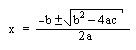 x = (-b ± √(b² - 4ac)) / 2a